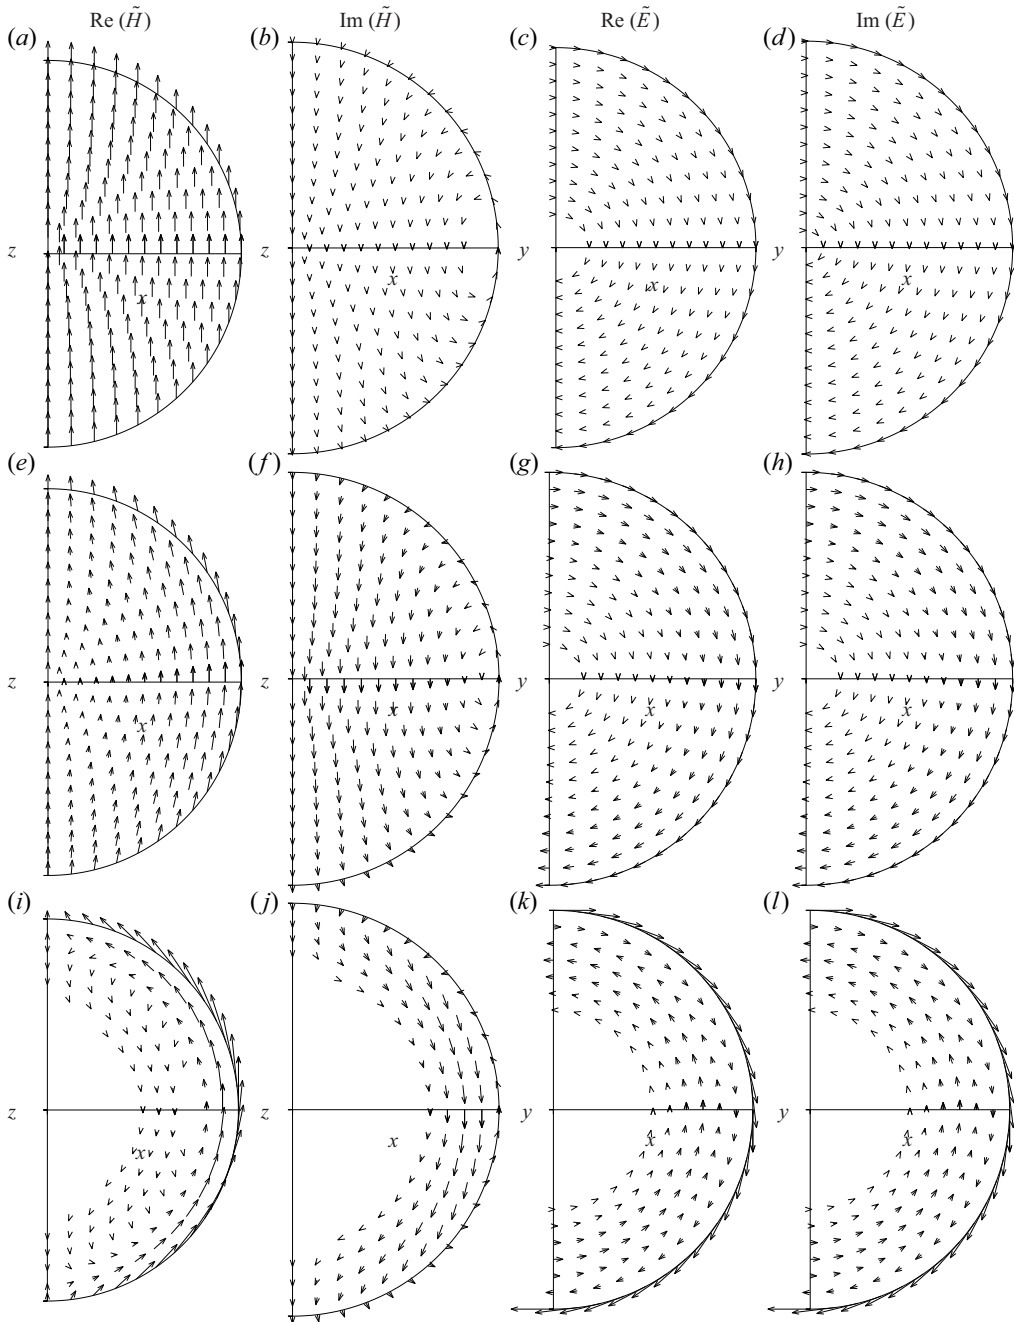 Re (H̃) Im (H̃) Re (Ẽ) Im (Ẽ)
(a) (b) (c) (d)
z z y y
x x x x
(e) (f) (g) (h)
z z y y
x x x x
(i) (j) (k) (l)
z z y y
x x x x